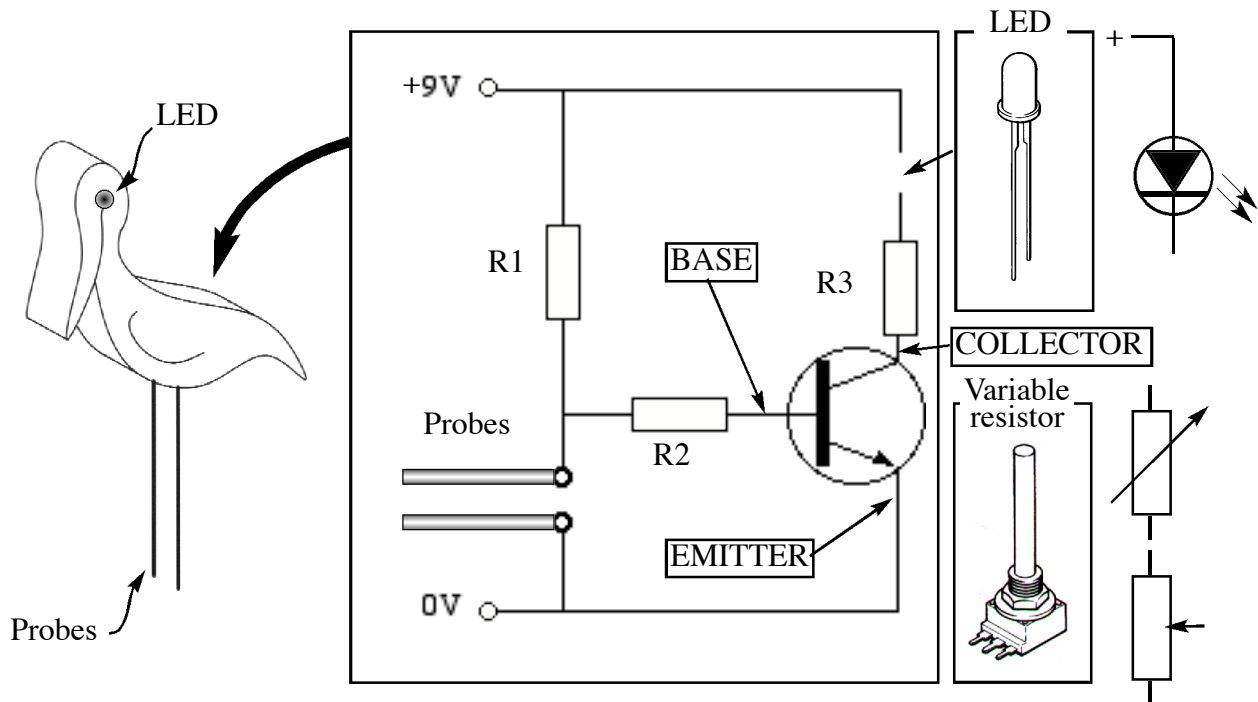 LED
+
LED
+9V
R1
BASE
R3
COLLECTOR
Variable
resistor
Probes
R2
EMITTER
0V
Probes